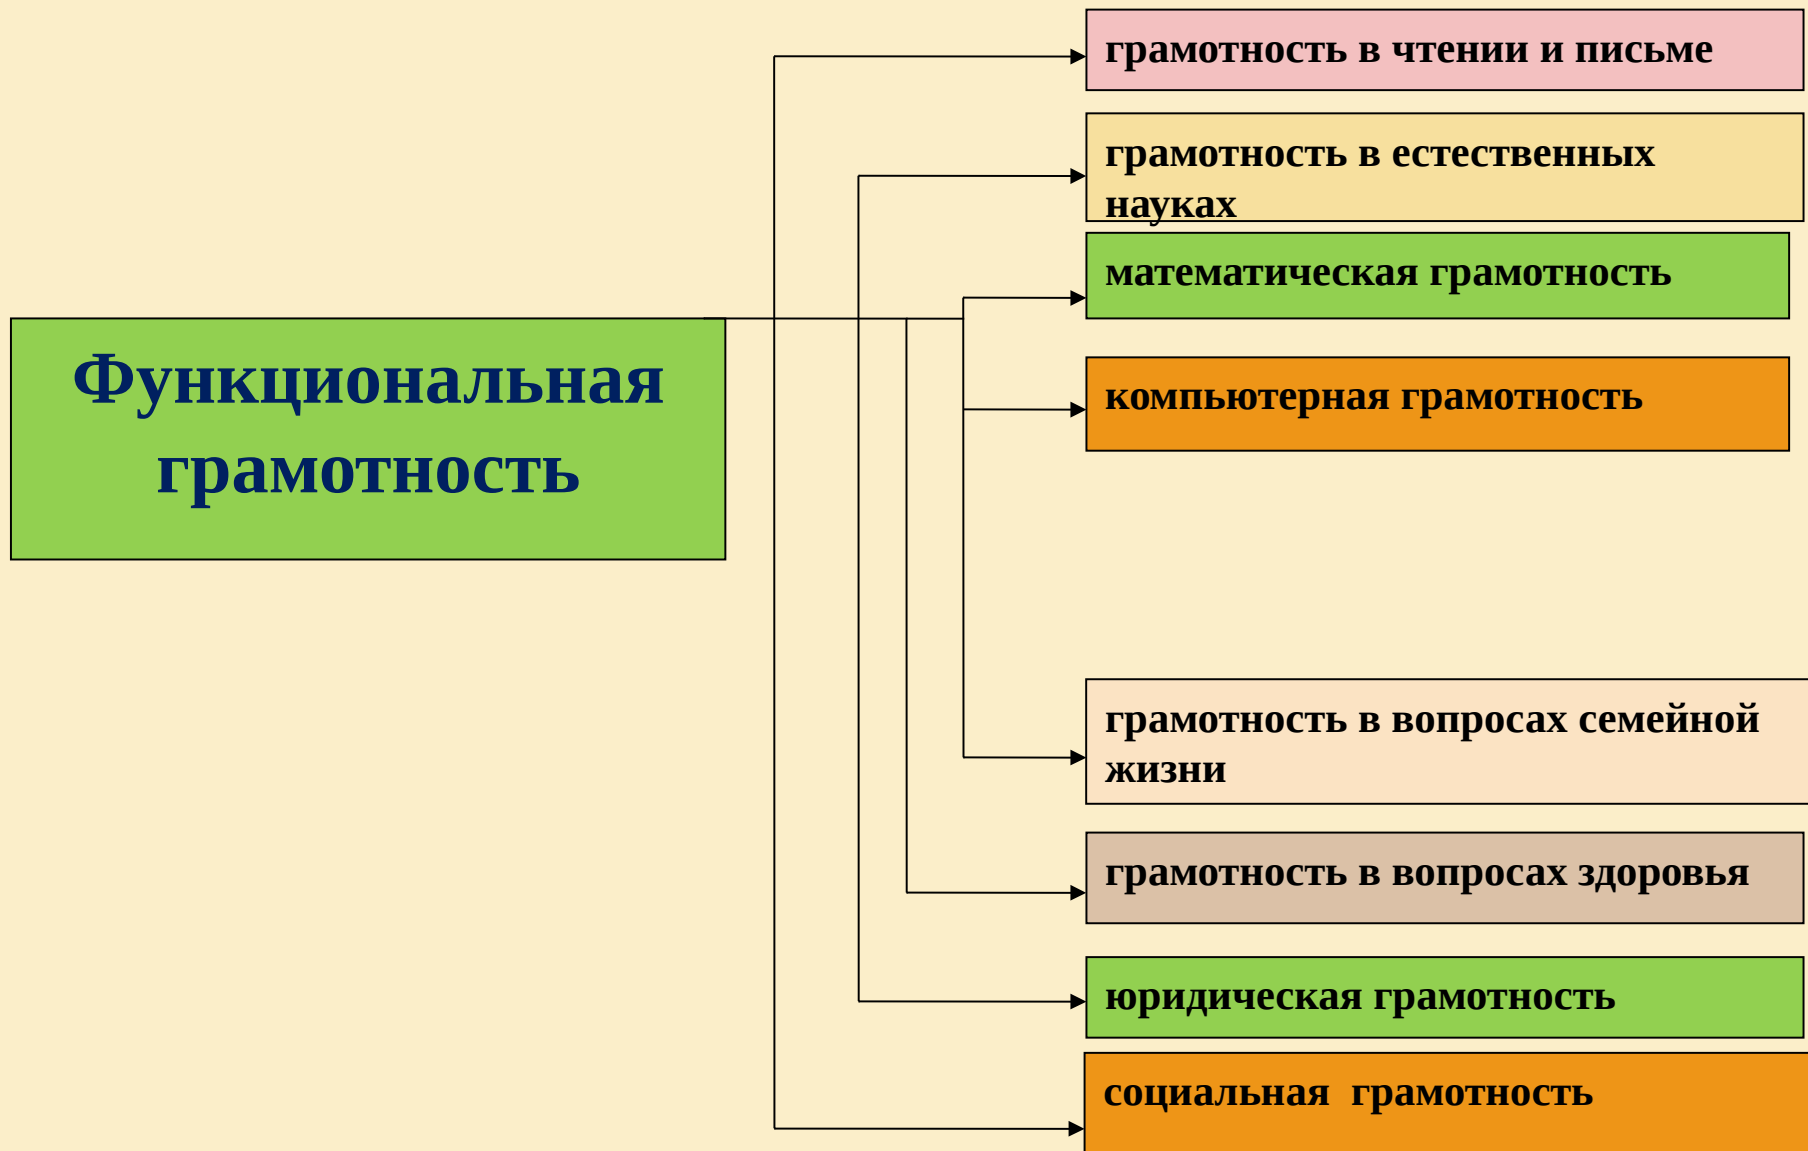 Функциональная
грамотность
грамотность в чтении и письме
грамотность в естественных
науках
математическая грамотность
компьютерная грамотность
грамотность в вопросах семейной
жизни
грамотность в вопросах здоровья
юридическая грамотность
социальная  грамотность